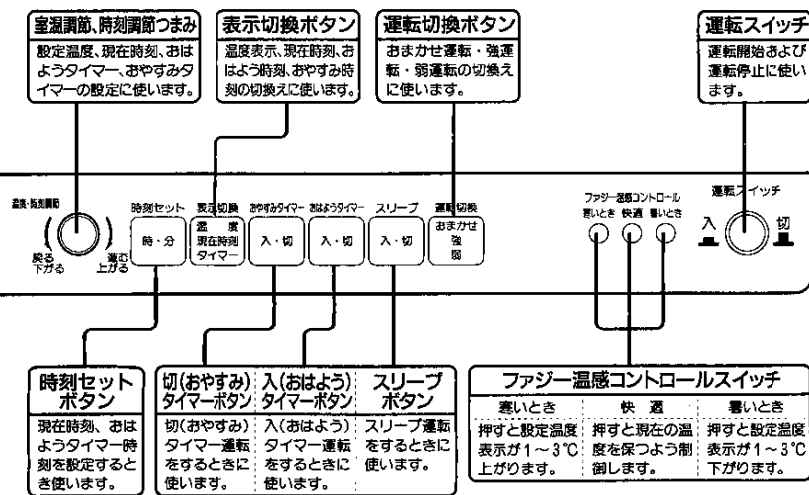 室温調節、時刻調節つまみ
設定温度、現在時刻、おは
ようタイマー、おやすみタ
イマーの設定に使います。
表示切換ボタン
温度表示、現在時刻、お
はよう時刻、おやすみ時
刻の切換えに使います。
運転切換ボタン
おまかせ運転・強運
転・弱運転の切換え
に使います。
運転スイッチ
運転開始および
運転停止に使い
ます。
温度・時刻調節
戻る
下がる
進む
上がる
時刻セット
時・分
表示切換
温度
現在時刻
タイマー
おやすみタイマー
入・切
おはようタイマー
入・切
スリープ
入・切
運転切換
おまかせ
強
弱
ファジー温感コントロール
寒いとき 快適 暑いとき
運転スイッチ
入
切
時刻セット
ボタン
現在時刻、おは
ようタイマー時
刻を設定すると
き使います。
切(おやすみ)
タイマーボタン
切(おやすみ)
タイマー運転
をするときに
使います。
入(おはよう)
タイマーボタン
入(おはよう)
タイマー運転
をするときに
使います。
スリープ
ボタン
スリープ運転
をするときに
使います。
ファジー温感コントロールスイッチ
寒いとき
押すと設定温度
表示が1~3℃
上がります。
快適
押すと現在の温
度を保つよう制
御します。
暑いとき
押すと設定温度
表示が1~3℃
下がります。